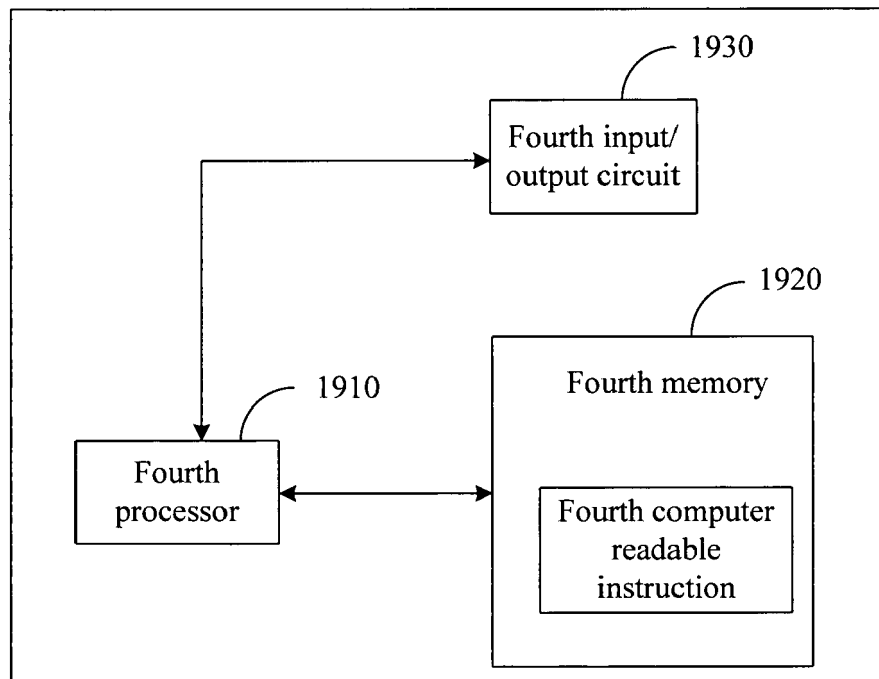 1930
Fourth input/
output circuit
1920
Fourth memory
1910
Fourth
processor
Fourth computer
readable
instruction